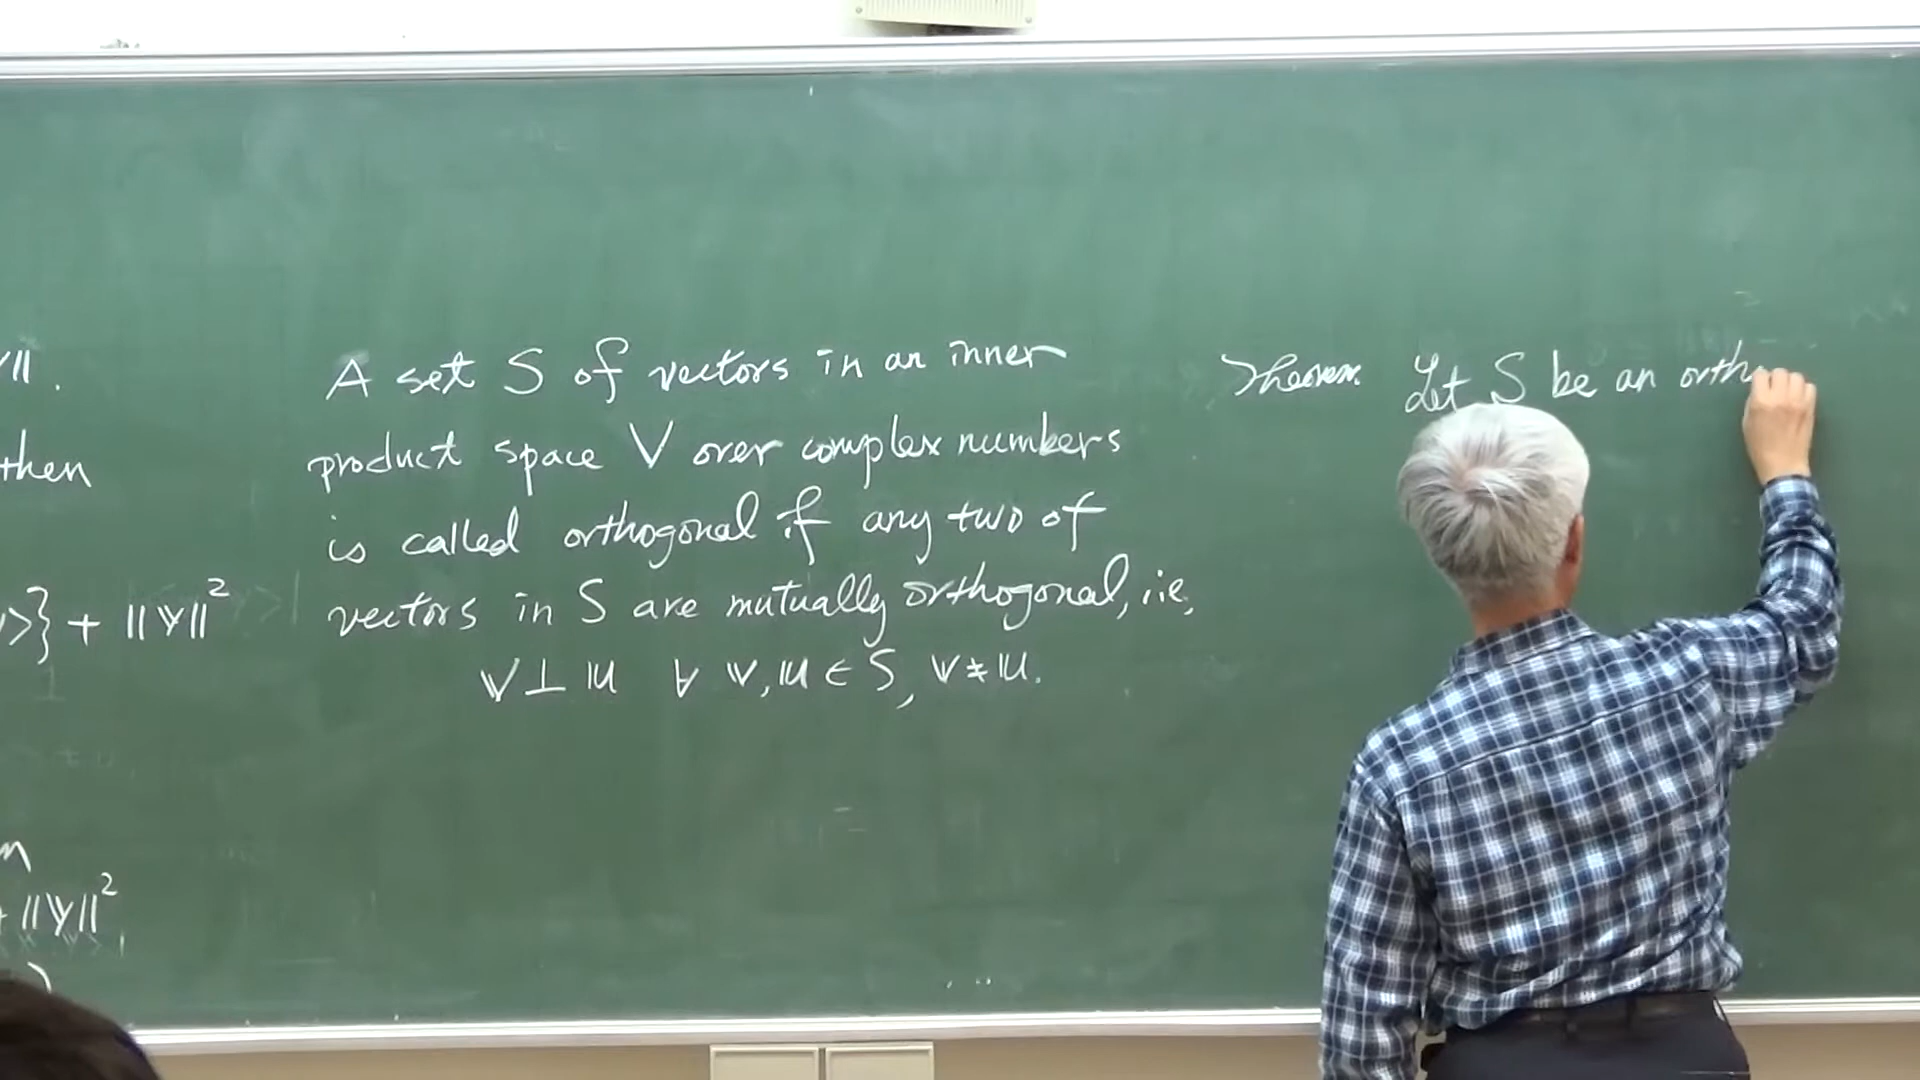 \|.
then
>} + ||y||²
+ ||y||²
A set S of vectors in an inner
product space V over complex numbers
is called orthogonal if any two of
vectors in S are mutually orthogonal, i.e,
v ⊥ u ∀ v, u ∈ S, v ≠ u.
Theorem. Let S be an ortho